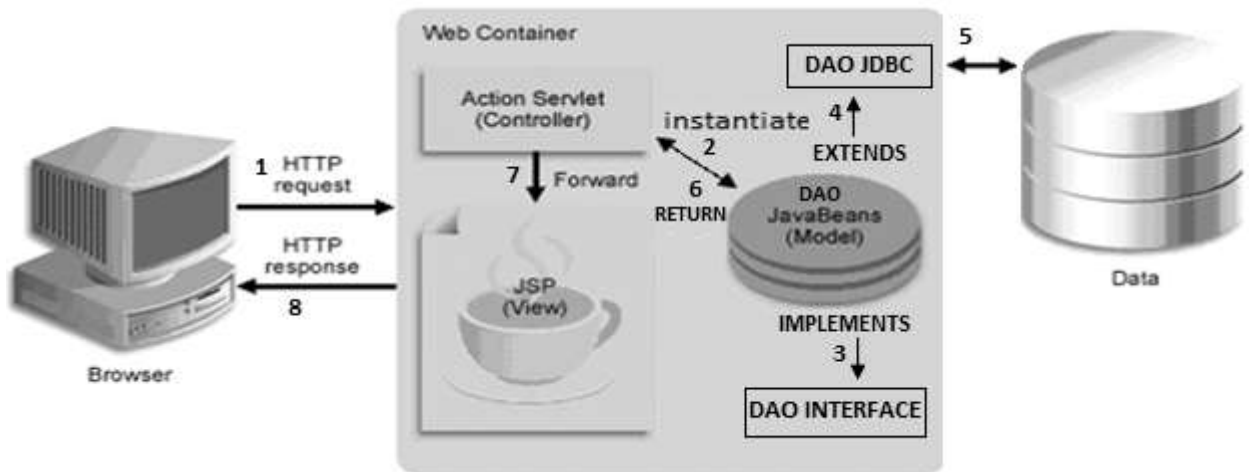 Web Container
Action Servlet
(Controller)
DAO JDBC
5
instantiate
4
2
EXTENDS
1
HTTP
request
7
Forward
6
RETURN
DAO
JavaBeans
(Model)
HTTP
response
8
JSP
(View)
Data
IMPLEMENTS
3
Browser
DAO INTERFACE